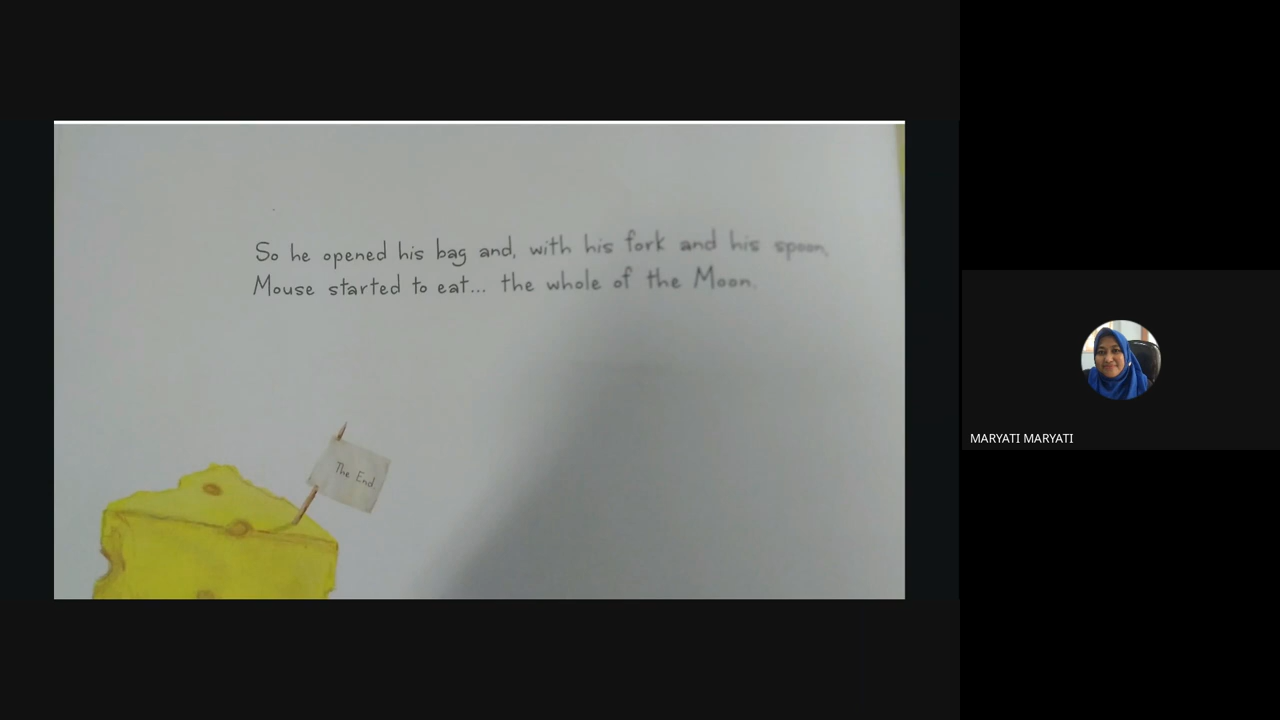 So he opened his bag and, with his fork and his spoon,
Mouse started to eat... the whole of the Moon.
The End.
MARYATI MARYATI